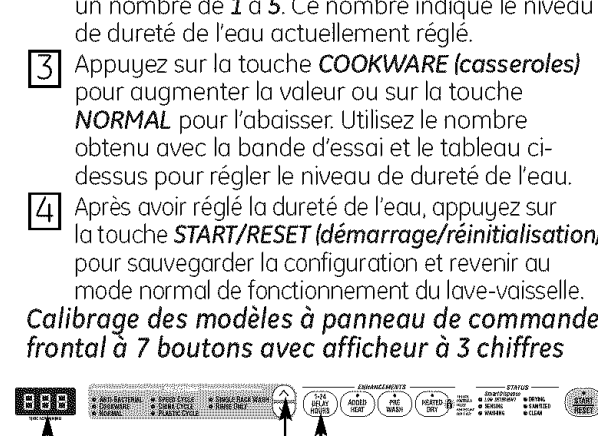 un nombre de 1 à 5. Ce nombre indique le niveau
de dureté de l'eau actuellement réglé.
3 Appuyez sur la touche COOKWARE (casseroles)
pour augmenter la valeur ou sur la touche
NORMAL pour l'abaisser. Utilisez le nombre
obtenu avec la bande d'essai et le tableau ci-
dessus pour régler le niveau de dureté de l'eau.
4 Après avoir réglé la dureté de l'eau, appuyez sur
la touche START/RESET (démarrage/réinitialisation)
pour sauvegarder la configuration et revenir au
mode normal de fonctionnement du lave-vaisselle.
Calibrage des modèles à panneau de commande
frontal à 7 boutons avec afficheur à 3 chiffres
ENHANCEMENTS STATUS
888
• ANTI-BACTERIAL • SPEED CYCLE • SINGLE RACK WASH
• COOKWARE • CHINA CYCLE • RINSE ONLY
• NORMAL • PLASTIC CYCLE
1-24 DELAY HOURS
ADDED HEAT
PRE WASH
HEATED DRY
SmartDispense
• LOW DETERGENT • DRYING
• SENSING • SANITIZED
• WASHING • CLEAN
START RESET